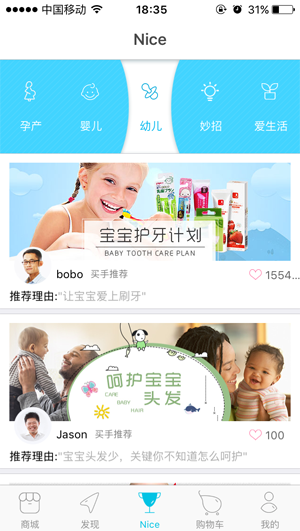 中国移动
18:35
31%
Nice
孕产
婴儿
幼儿
妙招
爱生活
宝宝护牙计划
BABY TOOTH CARE PLAN
bobo 买手推荐
1554...
推荐理由:"让宝宝爱上刷牙"
呵护宝宝
CARE BABY HAIR
头发
Jason 买手推荐
100
推荐理由:"宝宝头发少，关键你不知道怎么呵护"
商城
发现
Nice
购物车
我的